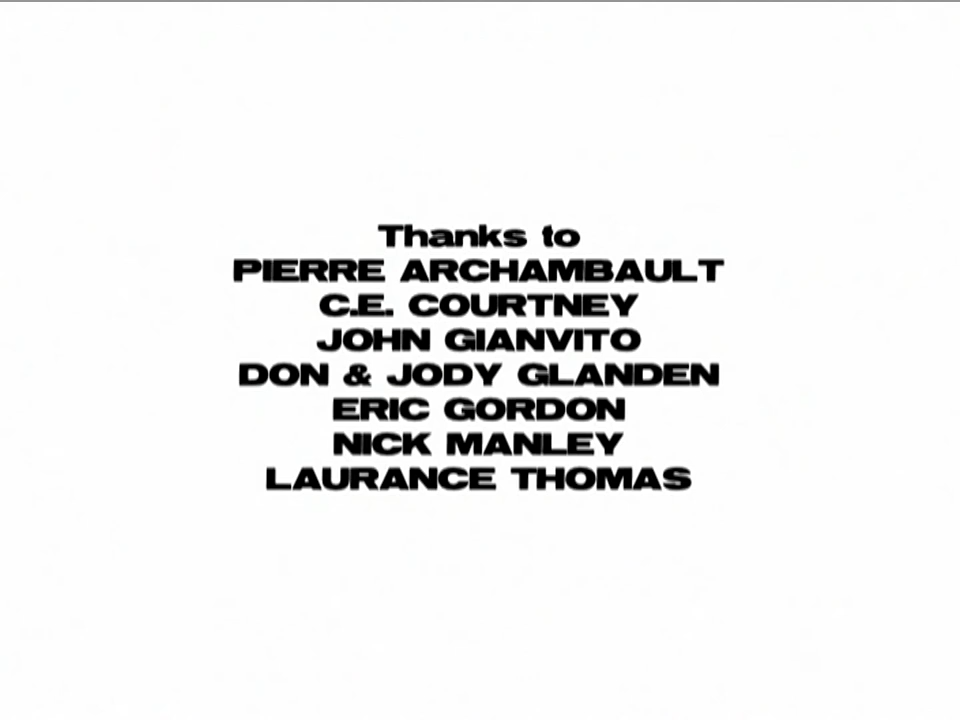 Thanks to
PIERRE ARCHAMBAULT
C.E. COURTNEY
JOHN GIANVITO
DON & JODY GLANDEN
ERIC GORDON
NICK MANLEY
LAURANCE THOMAS